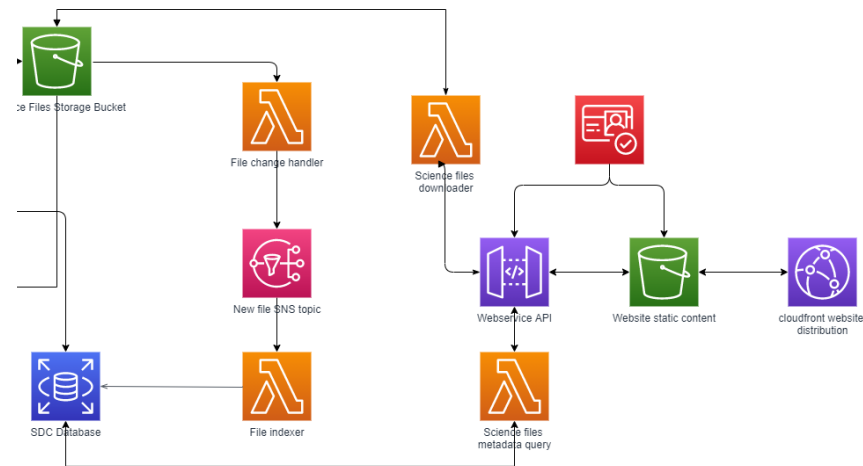 ce Files Storage Bucket
File change handler
Science files
downloader
New file SNS topic
Webservice API
Website static content
cloudfront website
distribution
SDC Database
File indexer
Science files
metadata query